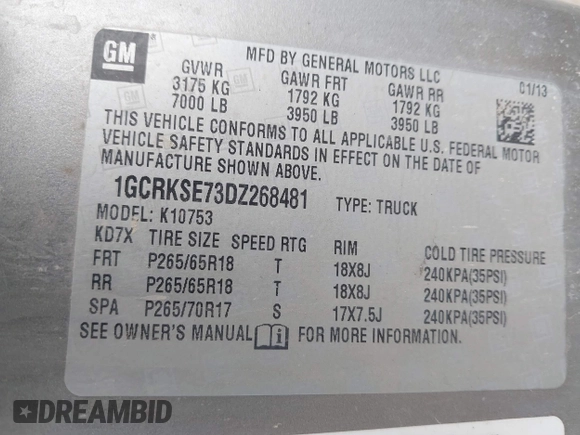 GM
MFD BY GENERAL MOTORS LLC
GVWR GAWR FRT GAWR RR 01/13
3175 KG 1792 KG 1792 KG
7000 LB 3950 LB 3950 LB
THIS VEHICLE CONFORMS TO ALL APPLICABLE U.S. FEDERAL MOTOR
VEHICLE SAFETY STANDARDS IN EFFECT ON THE DATE OF
MANUFACTURE SHOWN ABOVE.
1GCRKSE73DZ268481 TYPE: TRUCK
MODEL: K10753
KD7X TIRE SIZE SPEED RTG RIM COLD TIRE PRESSURE
FRT P265/65R18 T 18X8J 240KPA(35PSI)
RR P265/65R18 T 18X8J 240KPA(35PSI)
SPA P265/70R17 S 17X7.5J 240KPA(35PSI)
SEE OWNER'S MANUAL i FOR MORE INFORMATION.
DREAMBID